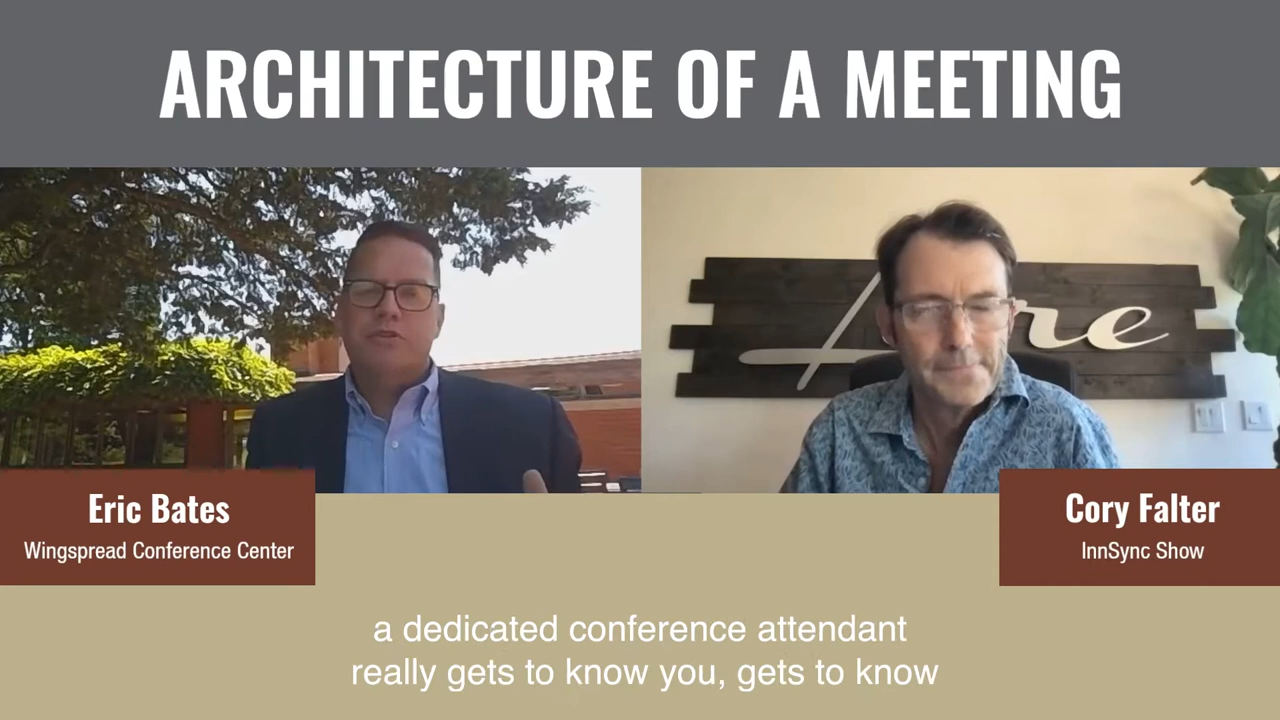 ARCHITECTURE OF A MEETING
Eric Bates
Wingspread Conference Center
Cory Falter
InnSync Show
a dedicated conference attendant
really gets to know you, gets to know